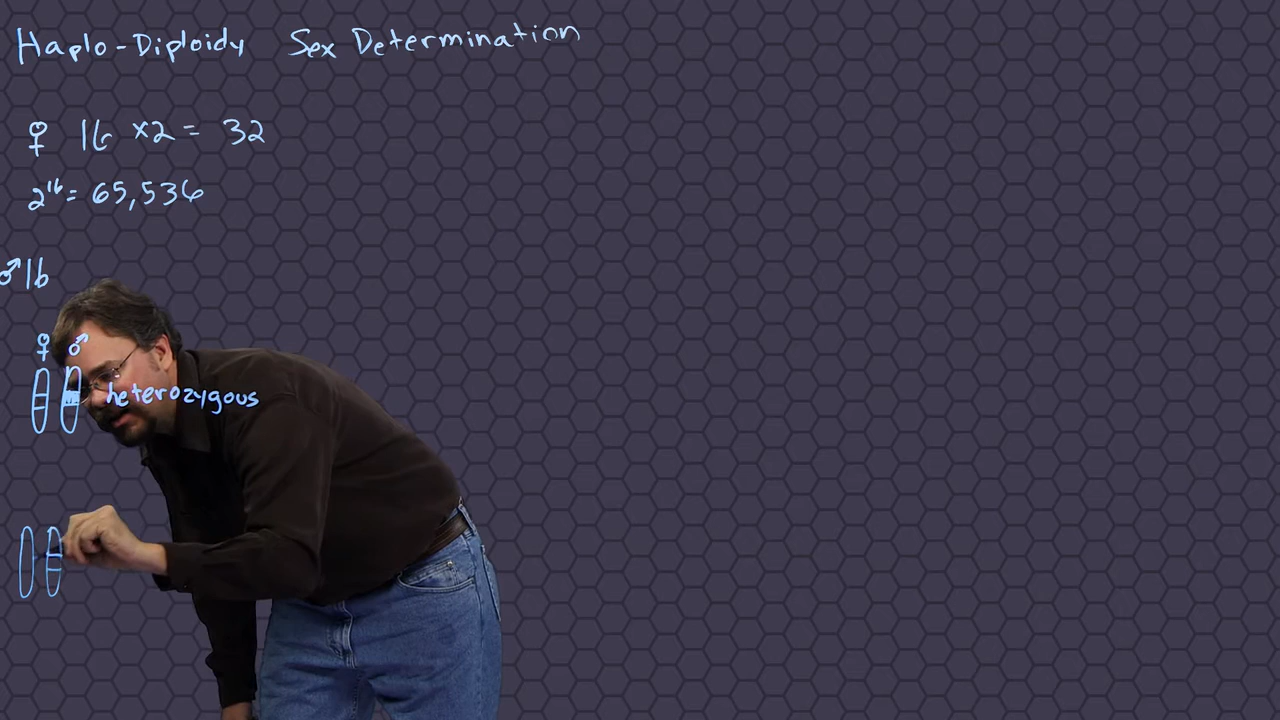 Haplo-Diploidy Sex Determination
♀ 16 x2 = 32
2¹⁶ = 65,536
♂ 16
♀ ♂
heterozygous